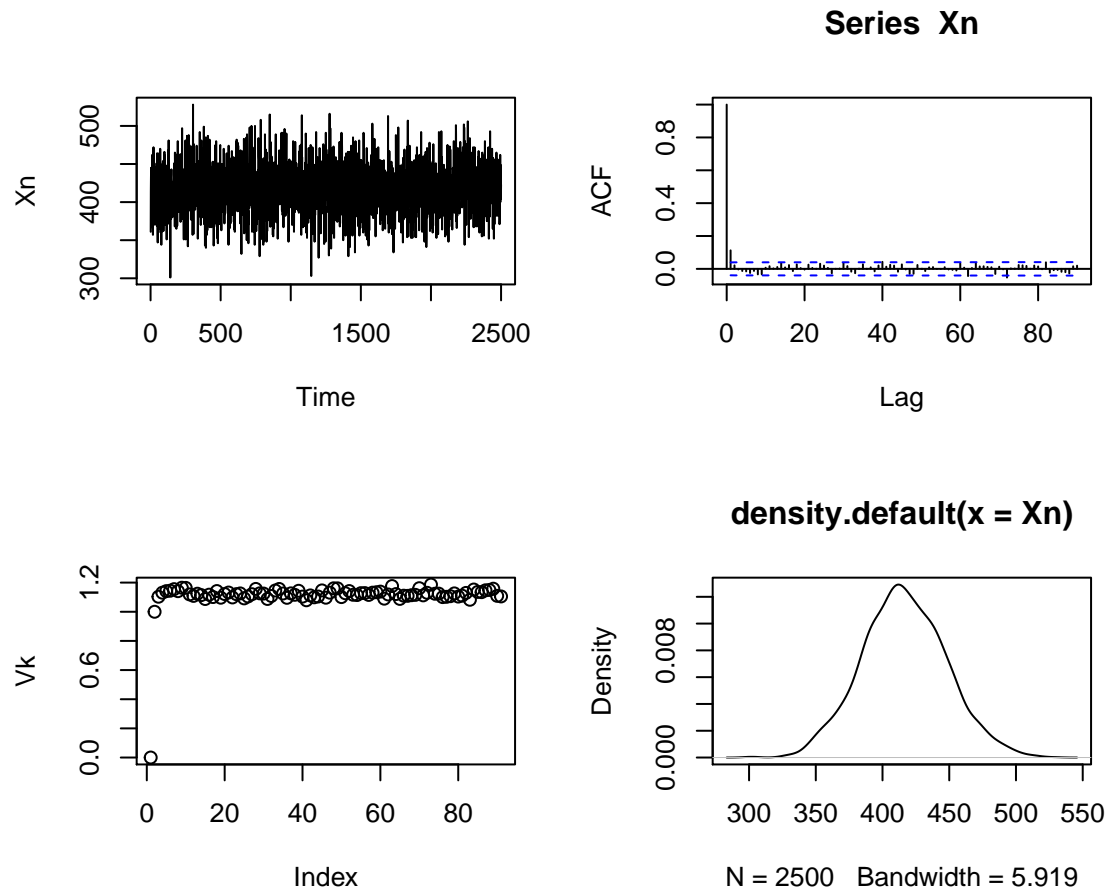 Series Xn
Xn
300 400 500
0 500 1500 2500
Time
ACF
0.0 0.4 0.8
0 20 40 60 80
Lag
Vk
0.0 0.6 1.2
0 20 40 60 80
Index
density.default(x = Xn)
Density
0.000 0.008
300 350 400 450 500 550
N = 2500 Bandwidth = 5.919